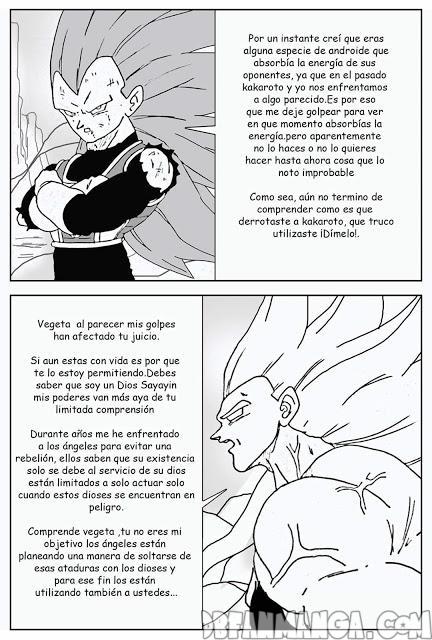 Por un instante creí que eras
alguna especie de androide que
absorbía la energía de sus
oponentes, ya que en el pasado
kakaroto y yo nos enfrentamos
a algo parecido.Es por eso
que me deje golpear para ver
en que momento absorbías la
energía.pero aparentemente
no lo haces o no lo quieres
hacer hasta ahora cosa que lo
noto improbable
Como sea, aún no termino de
comprender como es que
derrotaste a kakaroto, que truco
utilizaste ¡Dímelo!.
Vegeta al parecer mis golpes
han afectado tu juicio.
Si aun estas con vida es por que
te lo estoy permitiendo.Debes
saber que soy un Dios Sayayin
mis poderes van más aya de tu
limitada comprensión
Durante años me he enfrentado
a los ángeles para evitar una
rebelión, ellos saben que su existencia
solo se debe al servicio de su dios
están limitados a solo actuar solo
cuando estos dioses se encuentran en
peligro.
Comprende vegeta ,tu no eres mi
objetivo los ángeles están
planeando una manera de soltarse de
esas ataduras con los dioses y
para ese fin los están
utilizando también a ustedes...
DBFANMANGA.COM